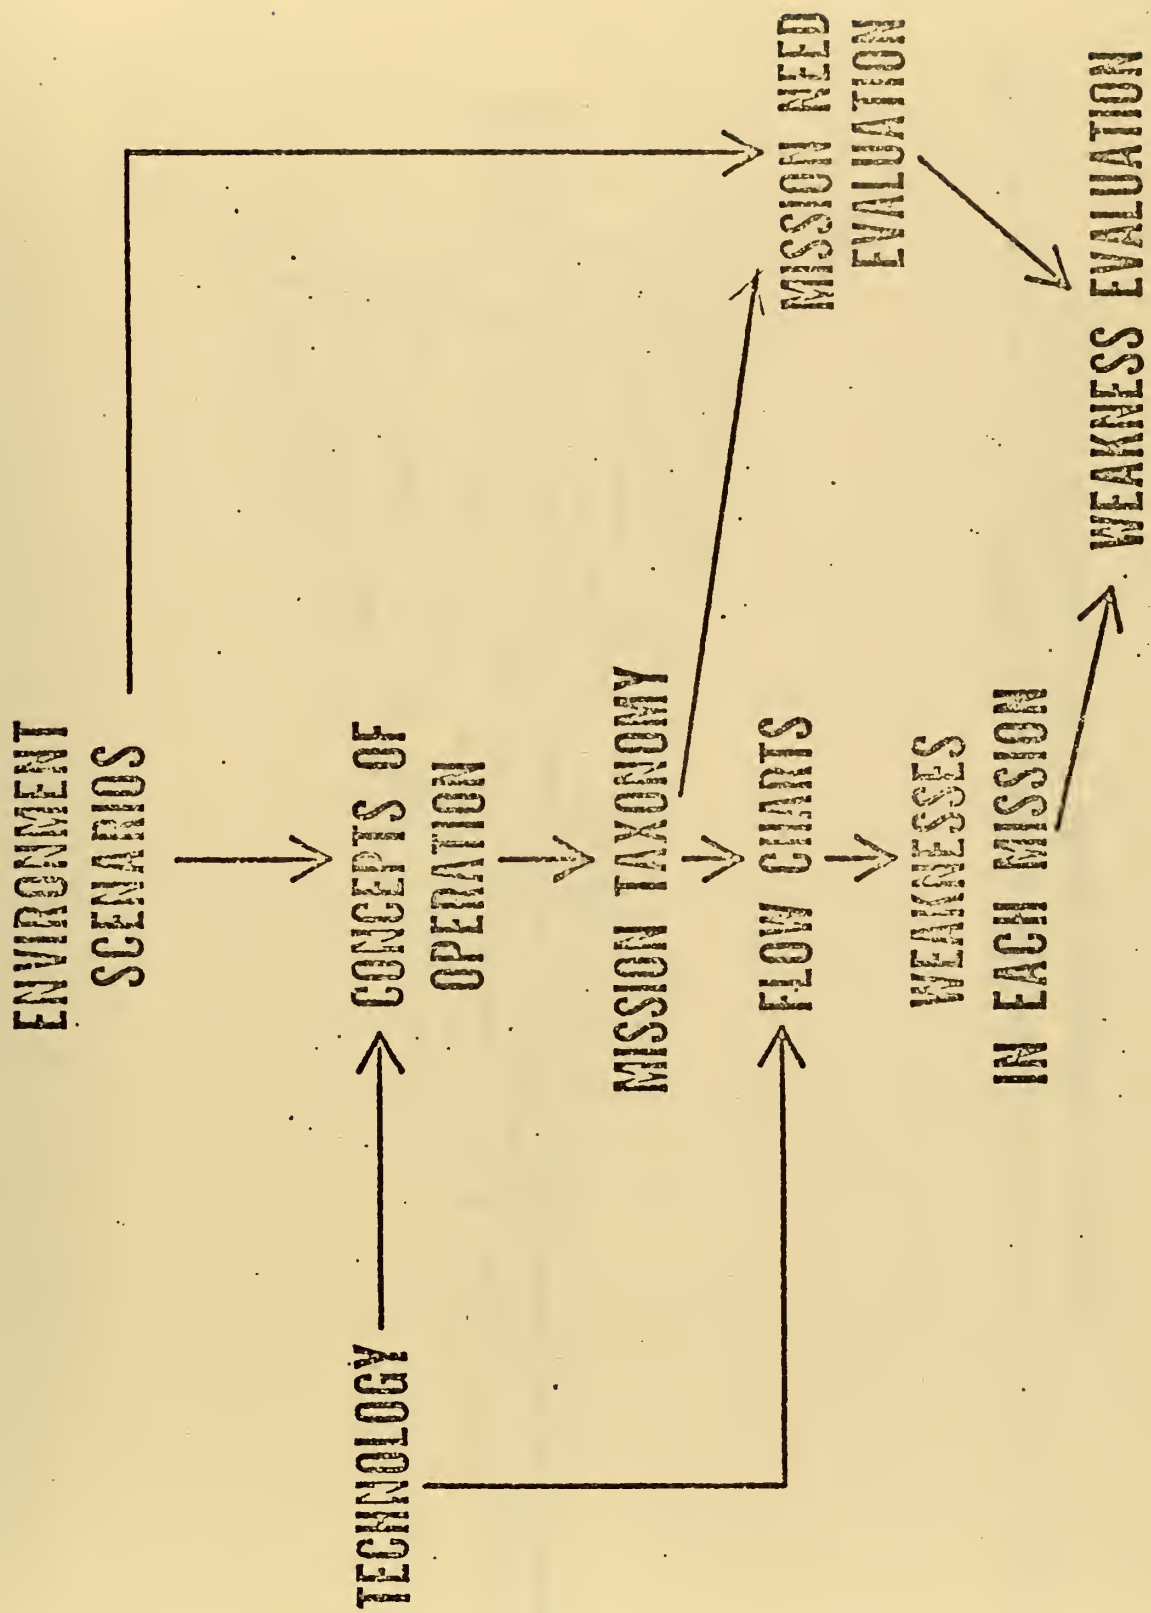 ENVIRONMENT
SCENARIOS
TECHNOLOGY
CONCEPTS OF
OPERATION
MISSION TAXONOMY
FLOW CHARTS
MISSION NEED
EVALUATION
WEAKNESSES
IN EACH MISSION
WEAKNESS EVALUATION